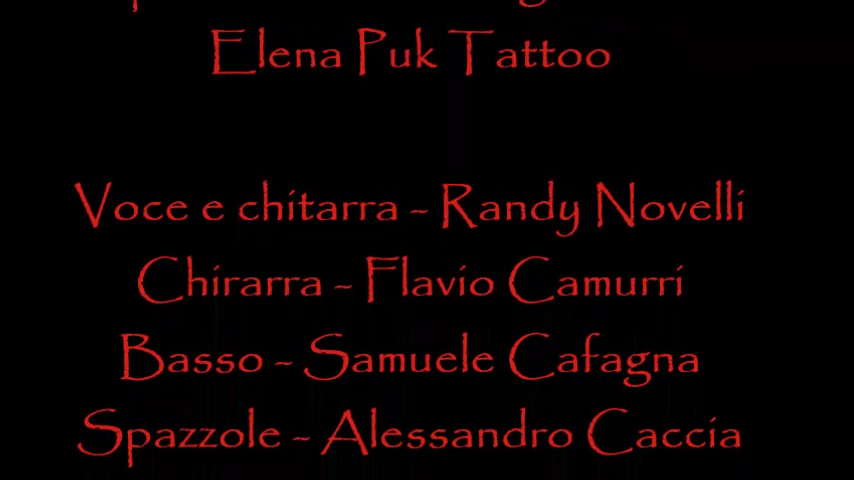 Elena Puk Tattoo
Voce e chitarra - Randy Novelli
Chirarra - Flavio Camurri
Basso - Samuele Cafagna
Spazzole - Alessandro Caccia